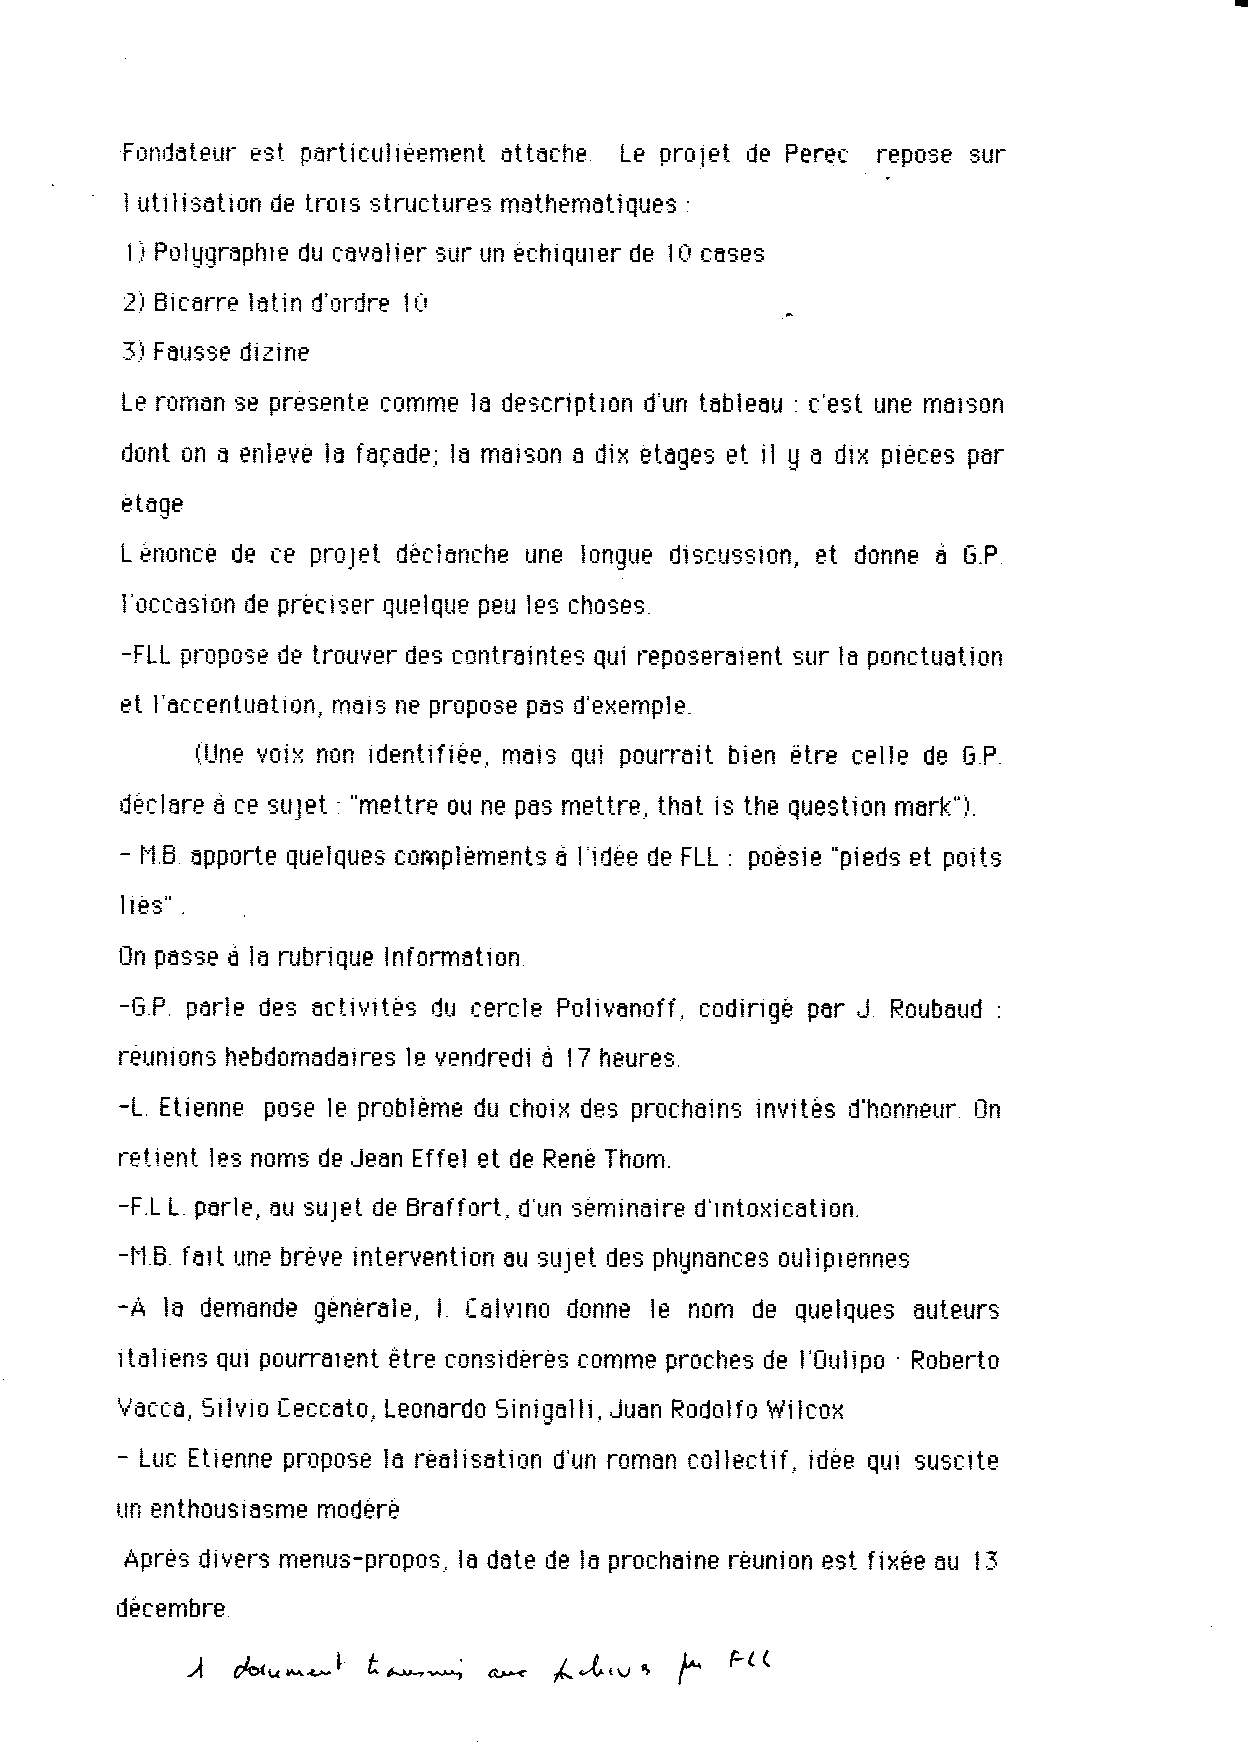 Fondateur est particulièement attache. Le projet de Perec repose sur
l utilisation de trois structures mathematiques :
1) Polygraphie du cavalier sur un échiquier de 10 cases
2) Bicarre latin d'ordre 10
3) Fausse dizine
Le roman se présente comme la description d'un tableau : c'est une maison
dont on a enlevé la façade; la maison a dix étages et il y a dix pièces par
étage
L énoncé de ce projet déclanche une longue discussion, et donne à G.P.
l'occasion de préciser quelque peu les choses.
-FLL propose de trouver des contraintes qui reposeraient sur la ponctuation
et l'accentuation, mais ne propose pas d'exemple.
(Une voix non identifiée, mais qui pourrait bien être celle de G.P.
déclare à ce sujet : "mettre ou ne pas mettre, that is the question mark").
- M.B. apporte quelques compléments à l'idée de FLL : poésie "pieds et poits
liés" .
On passe à la rubrique Information.
-G.P. parle des activités du cercle Polivanoff, codirigé par J. Roubaud :
réunions hebdomadaires le vendredi à 17 heures.
-L. Etienne pose le problème du choix des prochains invités d'honneur. On
retient les noms de Jean Effel et de René Thom.
-F.L L. parle, au sujet de Braffort, d'un séminaire d'intoxication.
-M.B. fait une brève intervention au sujet des phynances oulipiennes
-A la demande générale, I. Calvino donne le nom de quelques auteurs
italiens qui pourraient être considérés comme proches de l'Oulipo : Roberto
Vacca, Silvio Ceccato, Leonardo Sinigalli, Juan Rodolfo Wilcox
- Luc Etienne propose la réalisation d'un roman collectif, idée qui suscite
un enthousiasme modéré
Après divers menus-propos, la date de la prochaine réunion est fixée au 13
décembre.
1 document transmis aux archives par FLL